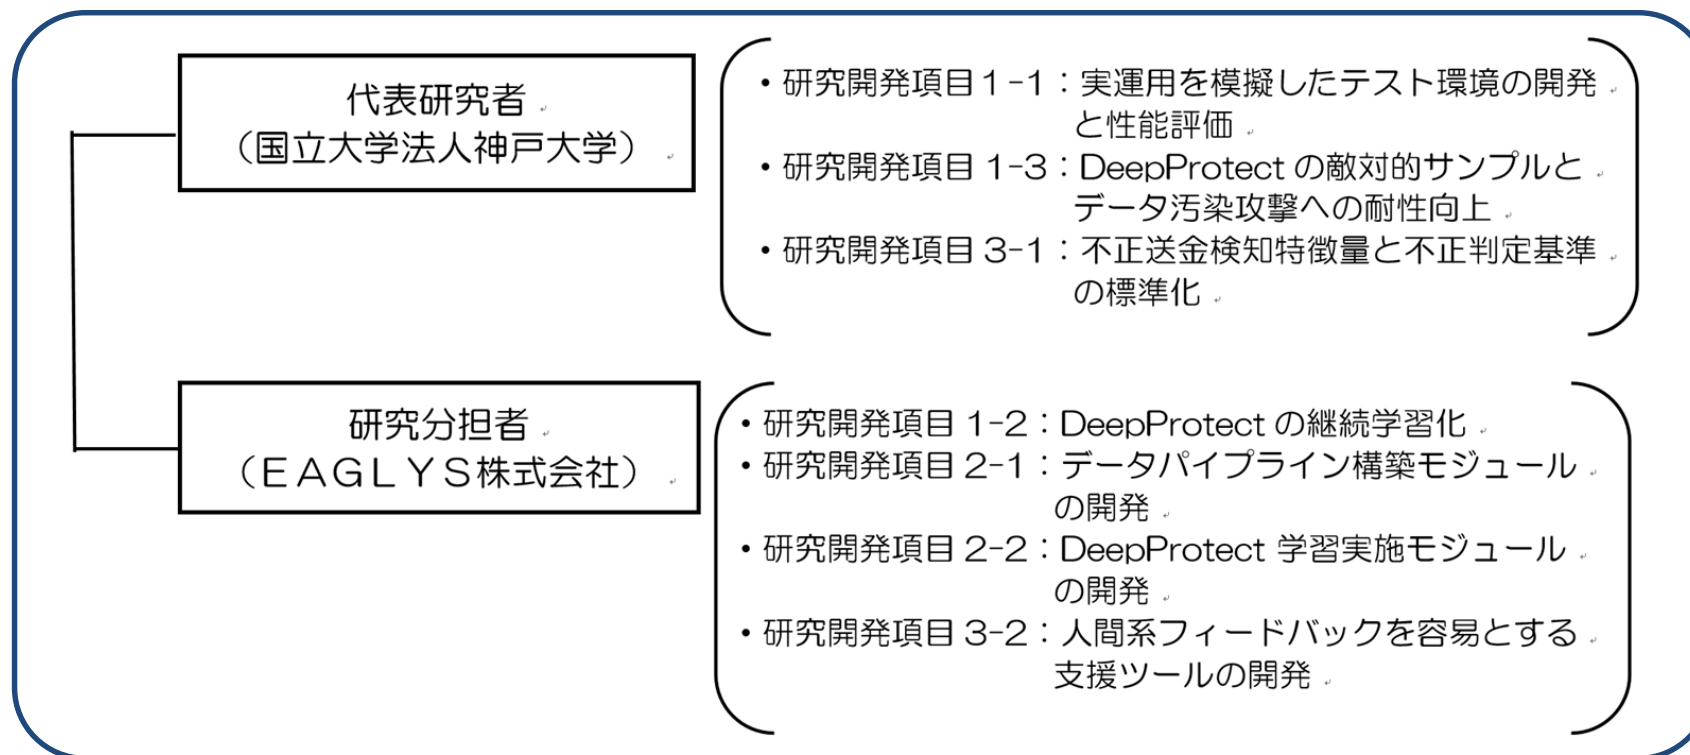 代表研究者
（国立大学法人神戸大学）
・研究開発項目１-１：実運用を模擬したテスト環境の開発
と性能評価
・研究開発項目 1-3：DeepProtect の敵対的サンプルと
データ汚染攻撃への耐性向上
・研究開発項目 3-1：不正送金検知特徴量と不正判定基準
の標準化
研究分担者
（ＥＡＧＬＹＳ株式会社）
・研究開発項目 1-2：DeepProtect の継続学習化
・研究開発項目 2-1：データパイプライン構築モジュール
の開発
・研究開発項目 2-2：DeepProtect 学習実施モジュール
の開発
・研究開発項目 3-2：人間系フィードバックを容易とする
支援ツールの開発